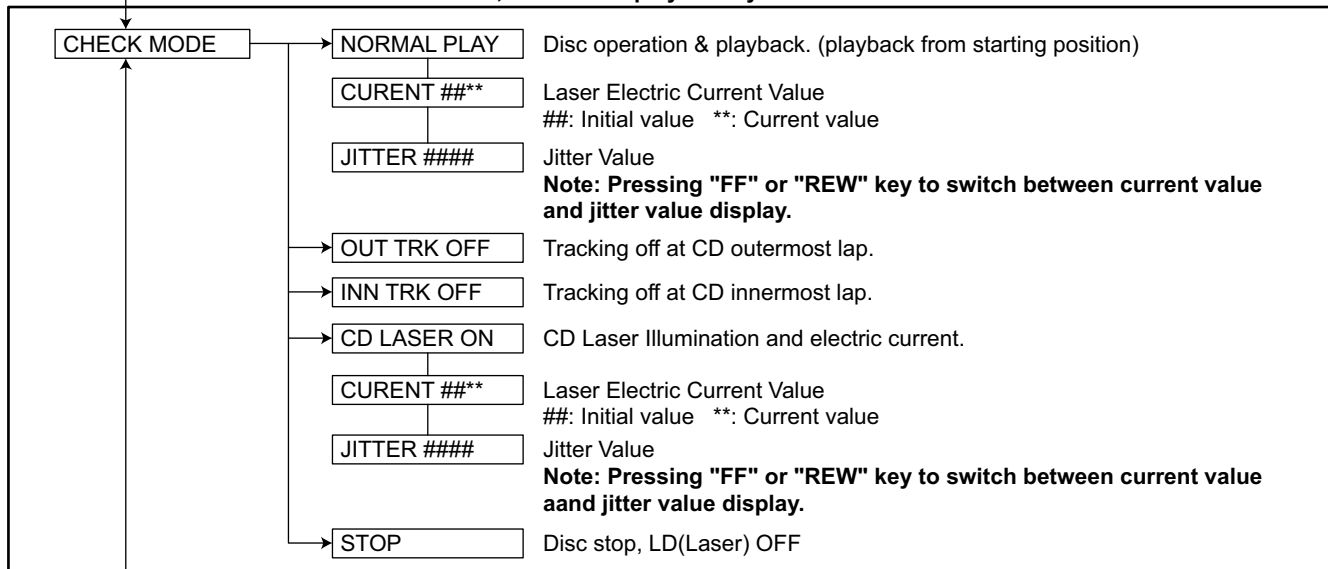 CHECK MODE
NORMAL PLAY Disc operation & playback. (playback from starting position)
CURENT ##** Laser Electric Current Value
##: Initial value **: Current value
JITTER #### Jitter Value
Note: Pressing "FF" or "REW" key to switch between current value
and jitter value display.
OUT TRK OFF Tracking off at CD outermost lap.
INN TRK OFF Tracking off at CD innermost lap.
CD LASER ON CD Laser Illumination and electric current.
CURENT ##** Laser Electric Current Value
##: Initial value **: Current value
JITTER #### Jitter Value
Note: Pressing "FF" or "REW" key to switch between current value
aand jitter value display.
STOP Disc stop, LD(Laser) OFF